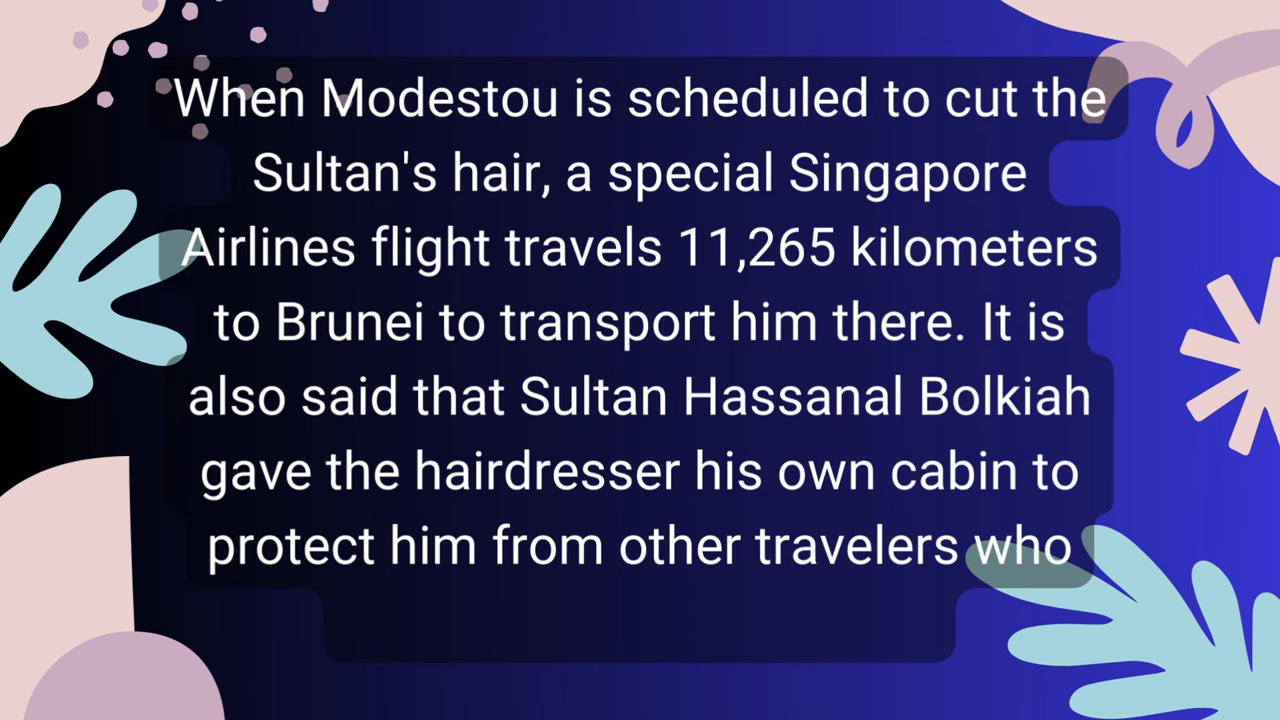 When Modestou is scheduled to cut the
Sultan's hair, a special Singapore
Airlines flight travels 11,265 kilometers
to Brunei to transport him there. It is
also said that Sultan Hassanal Bolkiah
gave the hairdresser his own cabin to
protect him from other travelers who